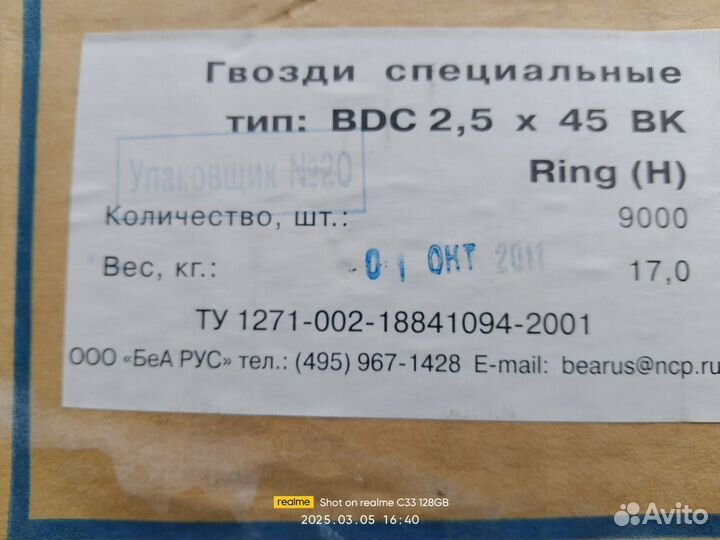 Гвозди специальные
тип: BDC 2,5 x 45 BK
Ring (H)
Упаковщик №20
Количество, шт.: 9000
Вес, кг.: 01 ОКТ 2011 17,0
ТУ 1271-002-18841094-2001
ООО «БеА РУС» тел.: (495) 967-1428 E-mail: bearus@ncp.ru
realme Shot on realme C33 128GB
2025.03.05 16:40
Avito